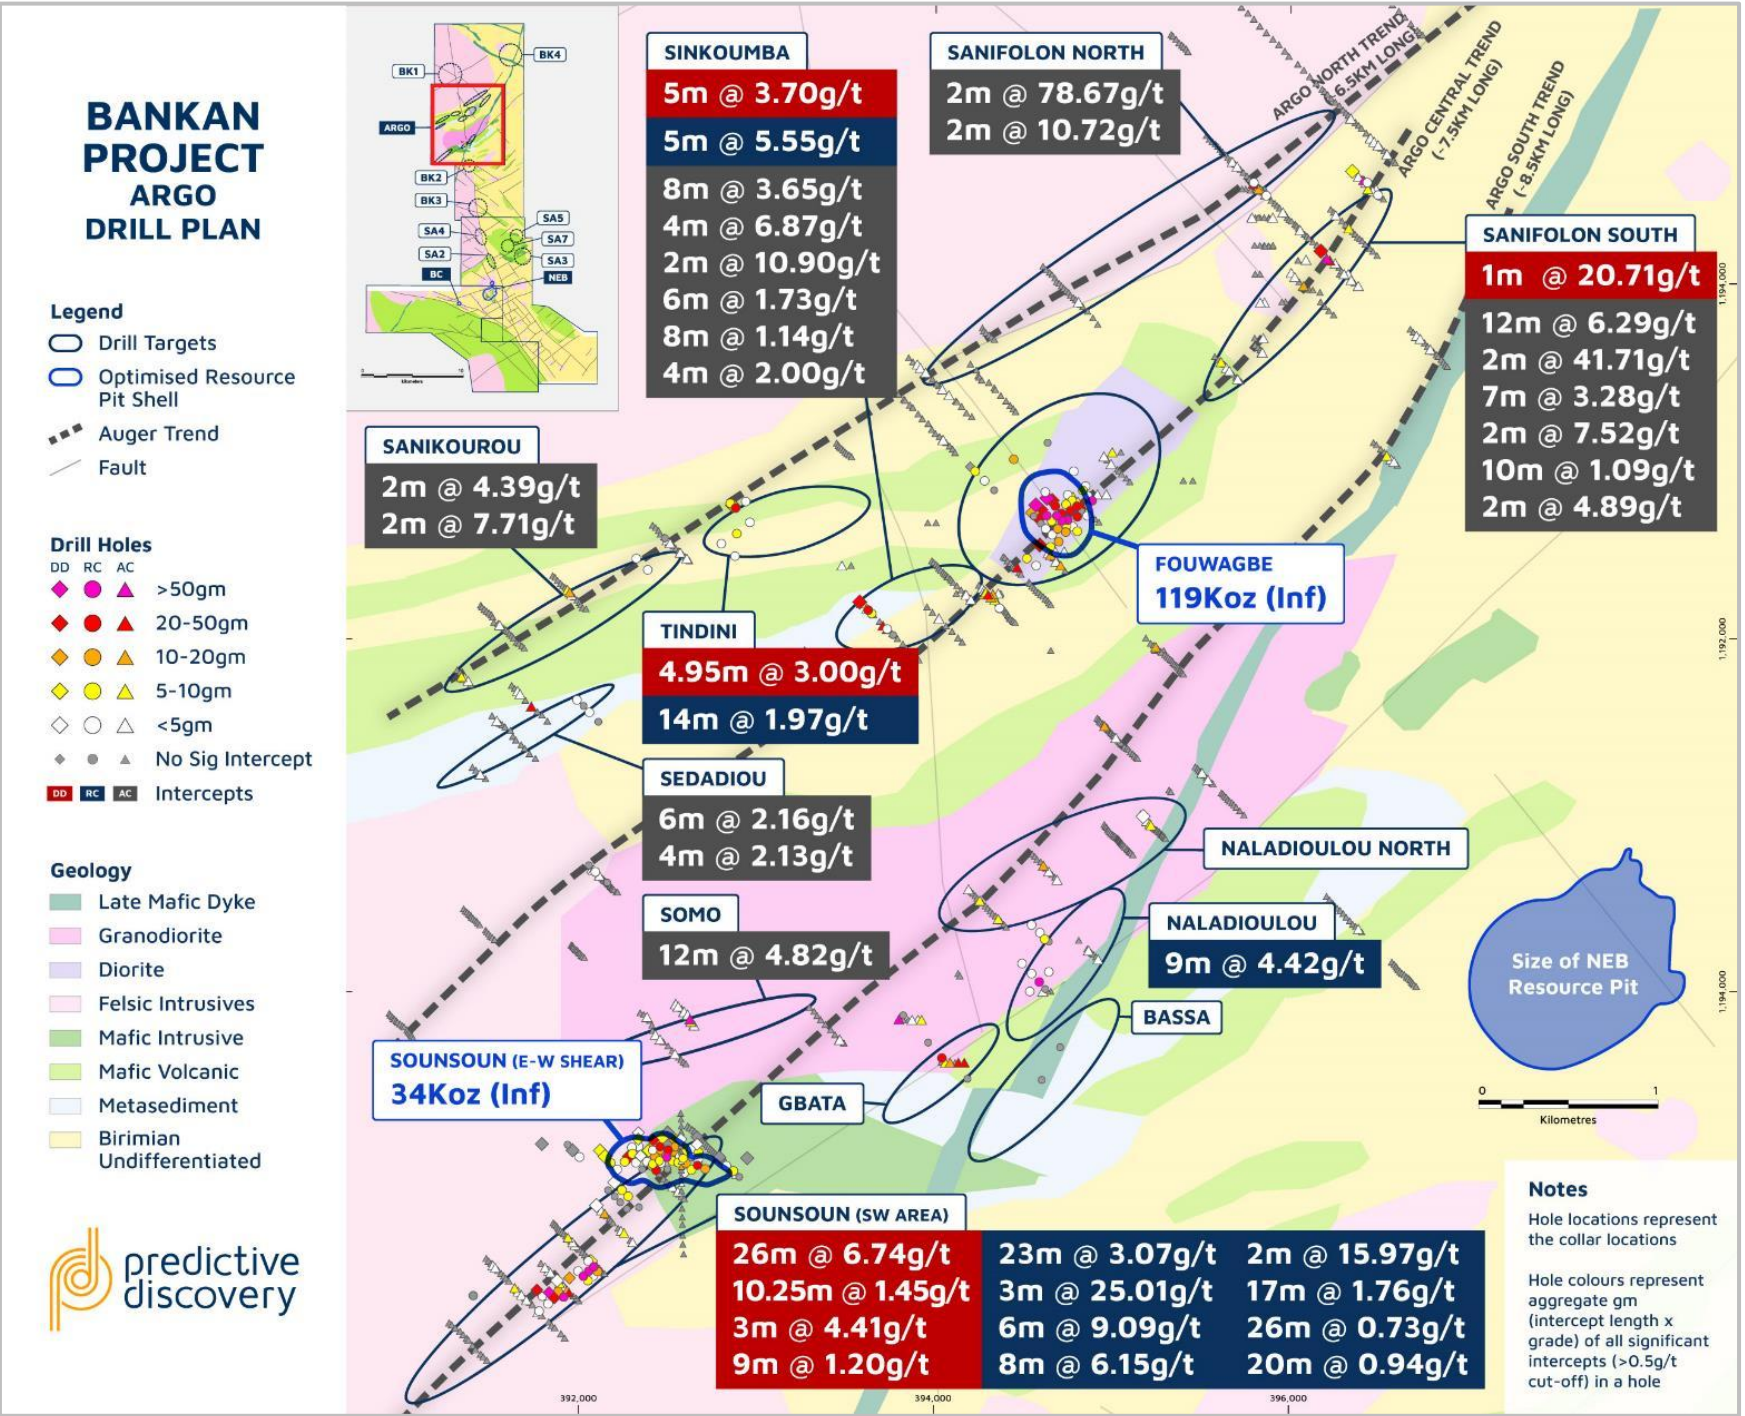 BANKAN
PROJECT
ARGO
DRILL PLAN
Legend
Drill Targets
Optimised Resource
Pit Shell
Auger Trend
Fault
Drill Holes
DD RC AC
>50gm
20-50gm
10-20gm
5-10gm
<5gm
No Sig Intercept
DD RC AC Intercepts
Geology
Late Mafic Dyke
Granodiorite
Diorite
Felsic Intrusives
Mafic Intrusive
Mafic Volcanic
Metasediment
Birimian
Undifferentiated
predictive
discovery
BK4
BK1
ARGO
BK2
BK3
SA5
SA4
SA7
SA2
SA3
BC
NEB
Kilometres
SINKOUMBA
5m @ 3.70g/t
5m @ 5.55g/t
8m @ 3.65g/t
4m @ 6.87g/t
2m @ 10.90g/t
6m @ 1.73g/t
8m @ 1.14g/t
4m @ 2.00g/t
SANIFOLON NORTH
2m @ 78.67g/t
2m @ 10.72g/t
ARGO NORTH TREND
6.5KM LONG)
ARGO CENTRAL TREND
(~7.5KM LONG)
ARGO SOUTH TREND
(~8.5KM LONG)
SANIFOLON SOUTH
1m @ 20.71g/t
12m @ 6.29g/t
2m @ 41.71g/t
7m @ 3.28g/t
2m @ 7.52g/t
10m @ 1.09g/t
2m @ 4.89g/t
1,194,000
SANIKOUROU
2m @ 4.39g/t
2m @ 7.71g/t
FOUWAGBE
119Koz (Inf)
1,192,000
TINDINI
4.95m @ 3.00g/t
14m @ 1.97g/t
SEDADIOU
6m @ 2.16g/t
4m @ 2.13g/t
NALADIOULOU NORTH
SOMO
12m @ 4.82g/t
NALADIOULOU
9m @ 4.42g/t
BASSA
Size of NEB
Resource Pit
1,194,000
SOUNSOUN (E-W SHEAR)
34Koz (Inf)
GBATA
0 1
Kilometres
SOUNSOUN (SW AREA)
26m @ 6.74g/t 23m @ 3.07g/t 2m @ 15.97g/t
10.25m @ 1.45g/t 3m @ 25.01g/t 17m @ 1.76g/t
3m @ 4.41g/t 6m @ 9.09g/t 26m @ 0.73g/t
9m @ 1.20g/t 8m @ 6.15g/t 20m @ 0.94g/t
Notes
Hole locations represent
the collar locations
Hole colours represent
aggregate gm
(intercept length x
grade) of all significant
intercepts (>0.5g/t
cut-off) in a hole
392,000 394,000 396,000